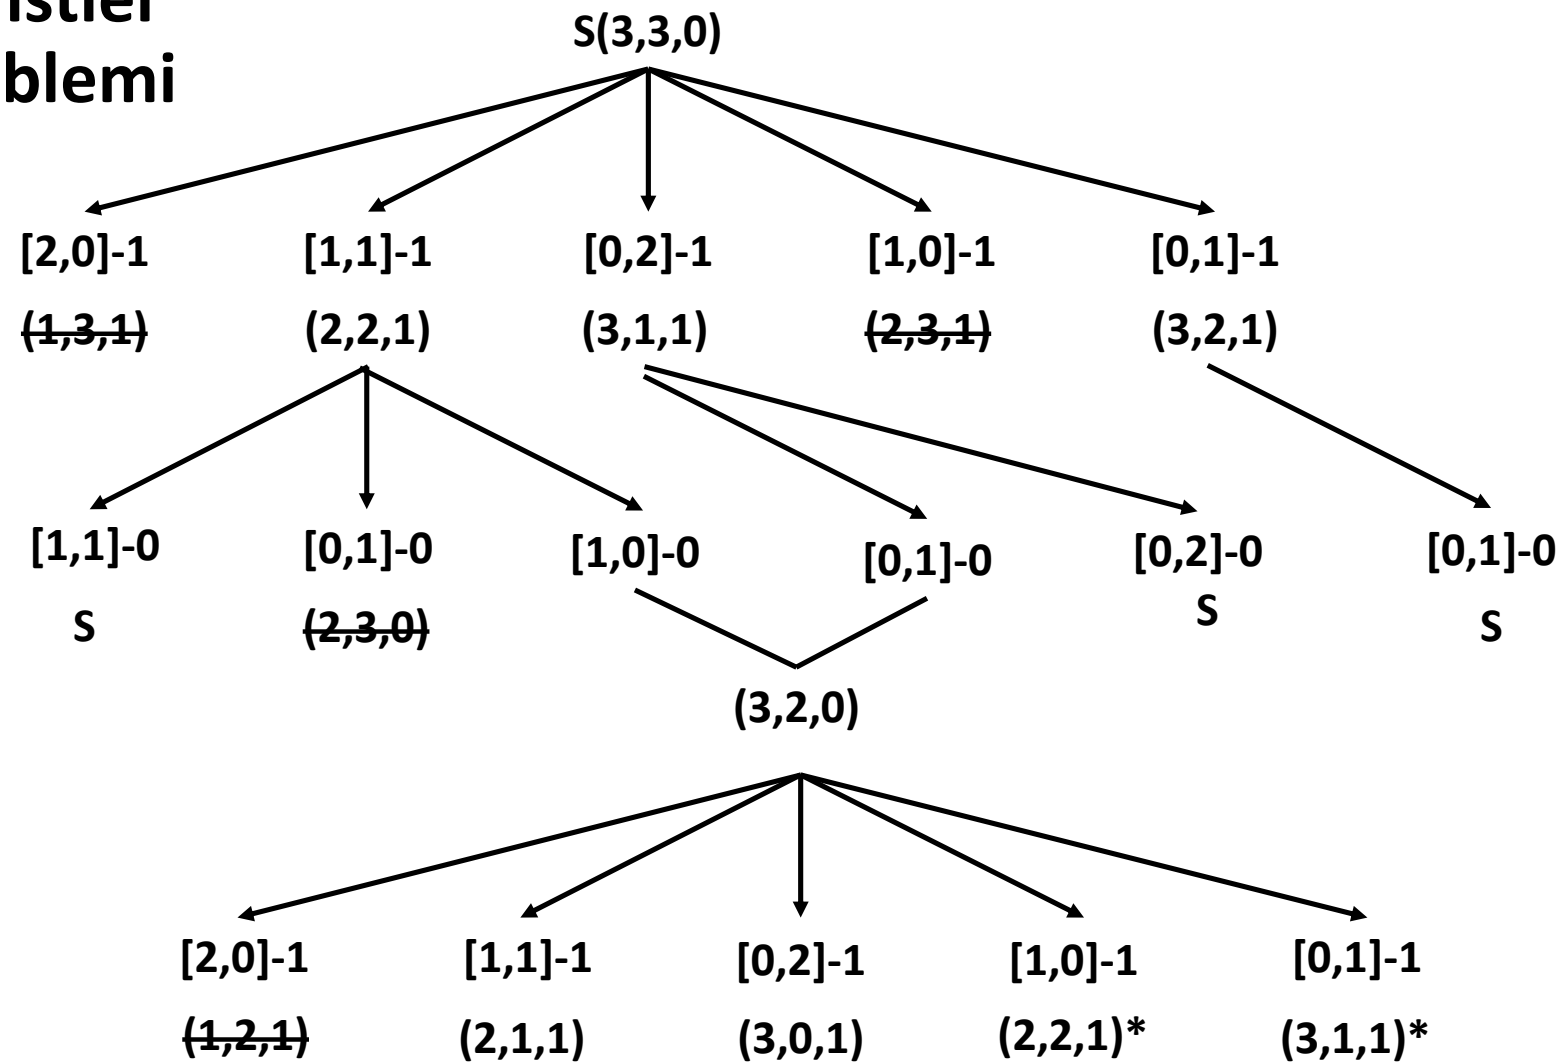 blemi
S(3,3,0)
[2,0]-1 [1,1]-1 [0,2]-1 [1,0]-1 [0,1]-1
(1,3,1) (2,2,1) (3,1,1) (2,3,1) (3,2,1)
[1,1]-0 [0,1]-0 [1,0]-0 [0,1]-0 [0,2]-0 [0,1]-0
S (2,3,0) S S
(3,2,0)
[2,0]-1 [1,1]-1 [0,2]-1 [1,0]-1 [0,1]-1
(1,2,1) (2,1,1) (3,0,1) (2,2,1)* (3,1,1)*